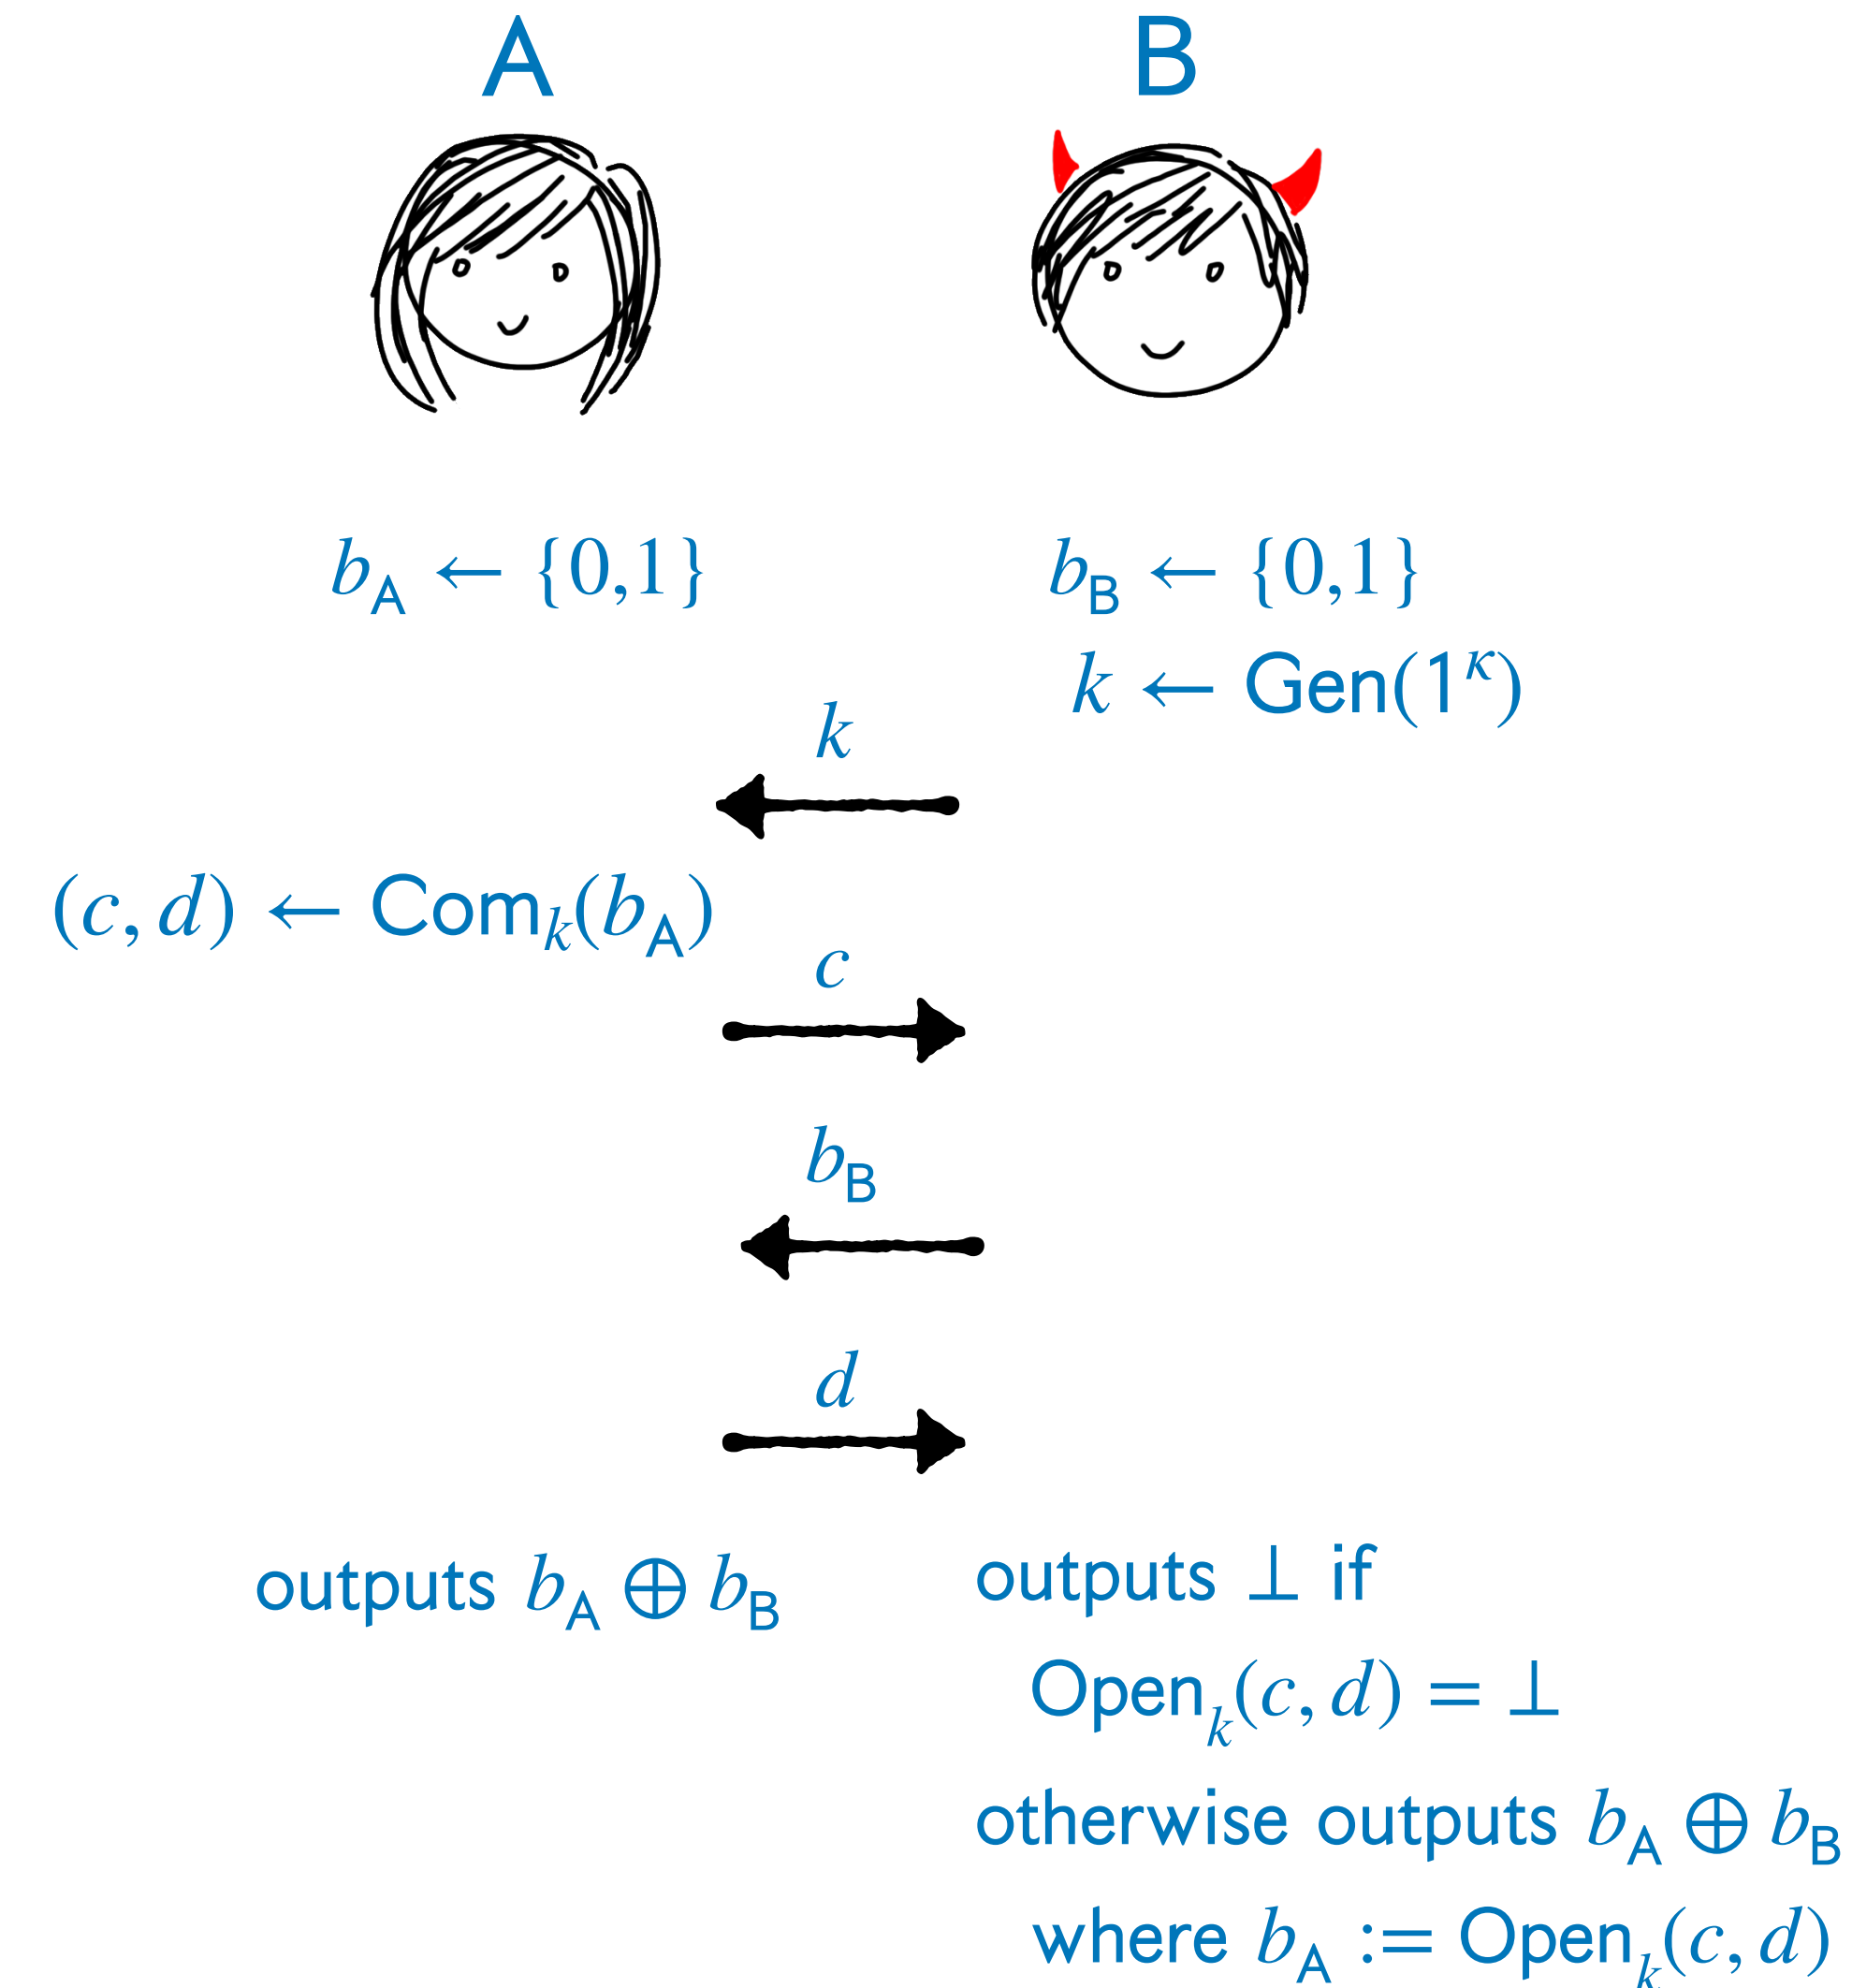 A B
b_A ← {0,1} b_B ← {0,1}
k ← Gen(1^κ)
k
(c, d) ← Com_k(b_A)
c
b_B
d
outputs b_A ⊕ b_B outputs ⊥ if
Open_k(c, d) = ⊥
otherwise outputs b_A ⊕ b_B
where b_A := Open_k(c, d)